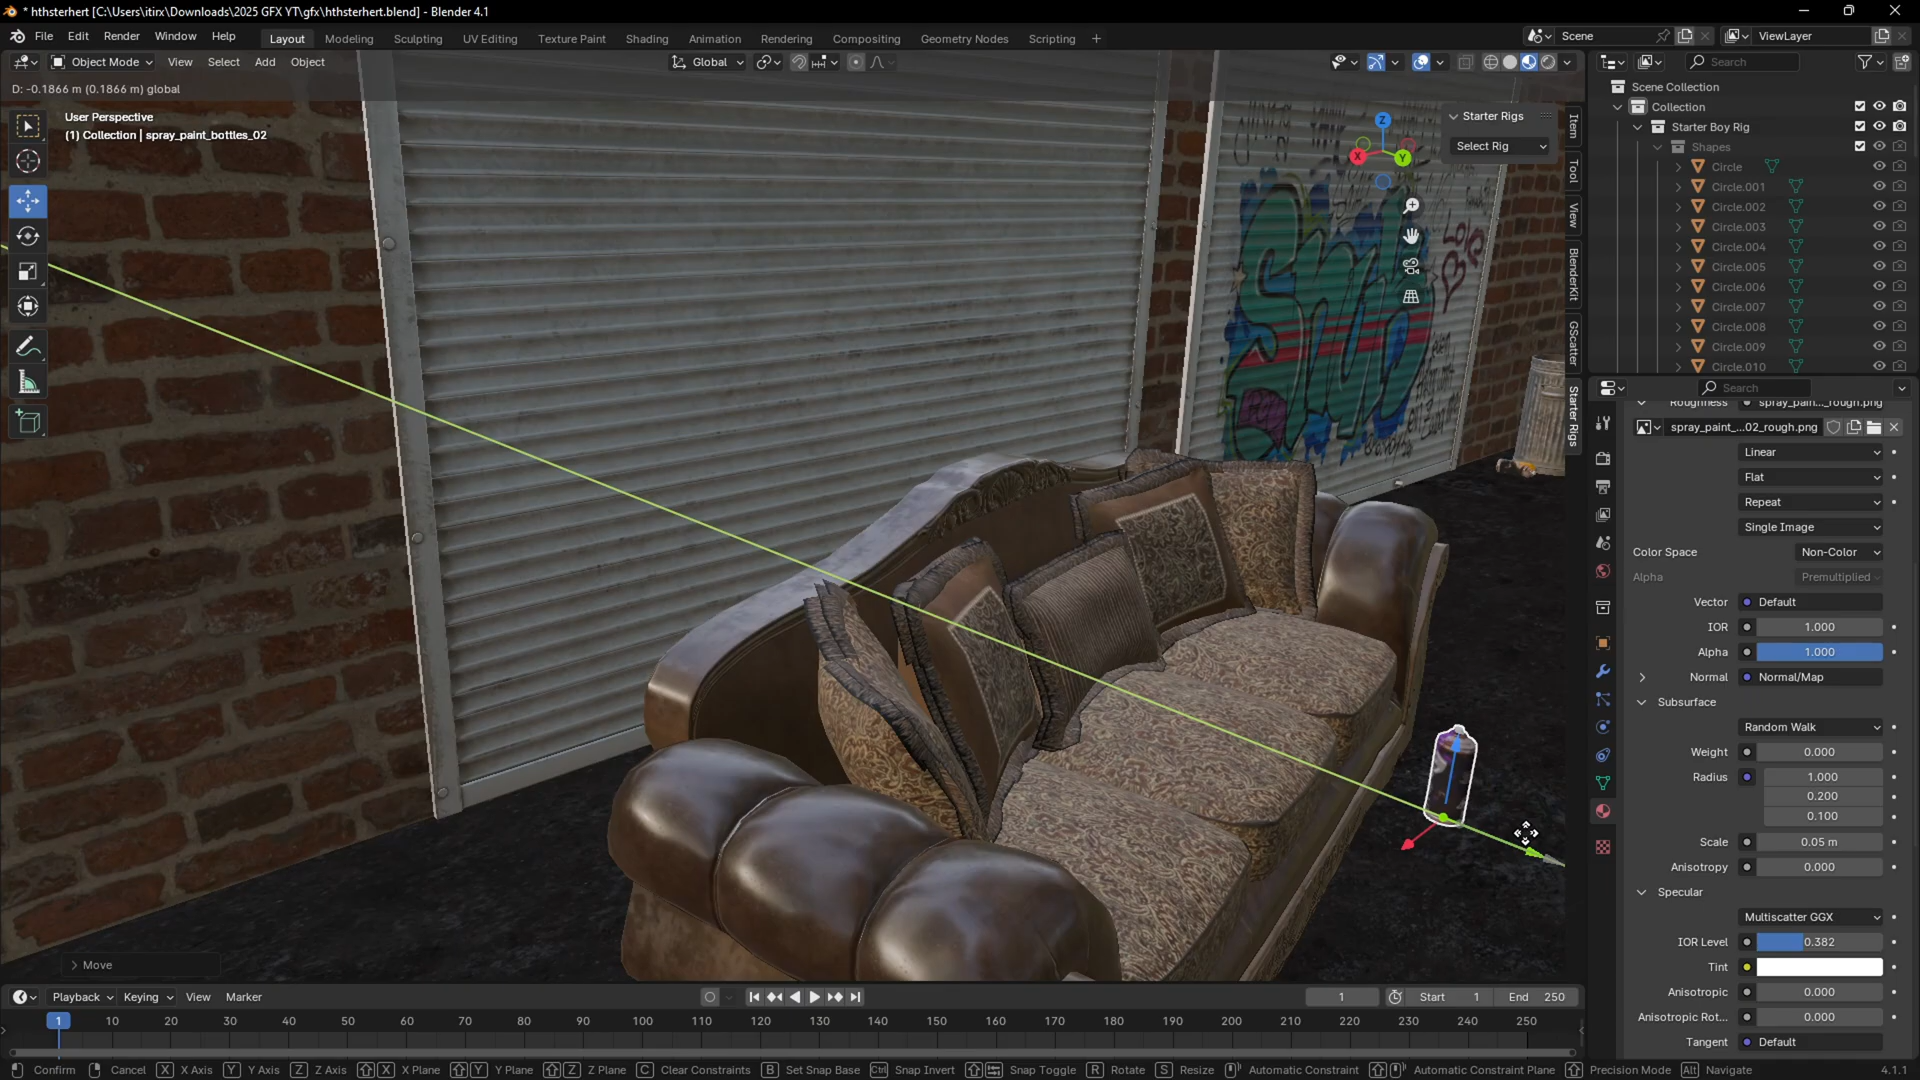 * hthsterhert [C:\Users\itirx\Downloads\2025 GFX YT\gfx\hthsterhert.blend] - Blender 4.1
File Edit Render Window Help
Layout Modeling Sculpting UV Editing Texture Paint Shading Animation Rendering Compositing Geometry Nodes Scripting +
Scene
ViewLayer
Object Mode View Select Add Object
Global
Search
D: -0.1866 m (0.1866 m) global
User Perspective
(1) Collection | spray_paint_bottles_02
Starter Rigs
Select Rig
Z
X
Y
Item
Tool
View
BlenderKit
GScatter
Starter Rigs
Scene Collection
Collection
Starter Boy Rig
Shapes
Circle
Circle.001
Circle.002
Circle.003
Circle.004
Circle.005
Circle.006
Circle.007
Circle.008
Circle.009
Circle.010
Search
Roughness spray_pain..._rough.png
spray_paint_...02_rough.png
Linear
Flat
Repeat
Single Image
Color Space Non-Color
Alpha Premultiplied
Vector Default
IOR 1.000
Alpha 1.000
Normal Normal/Map
Subsurface
Random Walk
Weight 0.000
Radius 1.000
0.200
0.100
Scale 0.05 m
Anisotropy 0.000
Specular
Multiscatter GGX
IOR Level 0.382
Tint
Anisotropic 0.000
Anisotropic Rot... 0.000
Tangent Default
Move
Playback Keying View Marker
1 Start 1 End 250
1 10 20 30 40 50 60 70 80 90 100 110 120 130 140 150 160 170 180 190 200 210 220 230 240 250
Confirm Cancel X X Axis Y Y Axis Z Z Axis X X Plane Y Y Plane Z Z Plane C Clear Constraints B Set Snap Base Ctrl Snap Invert Snap Toggle R Rotate S Resize Automatic Constraint Automatic Constraint Plane Precision Mode Alt Navigate 4.1.1